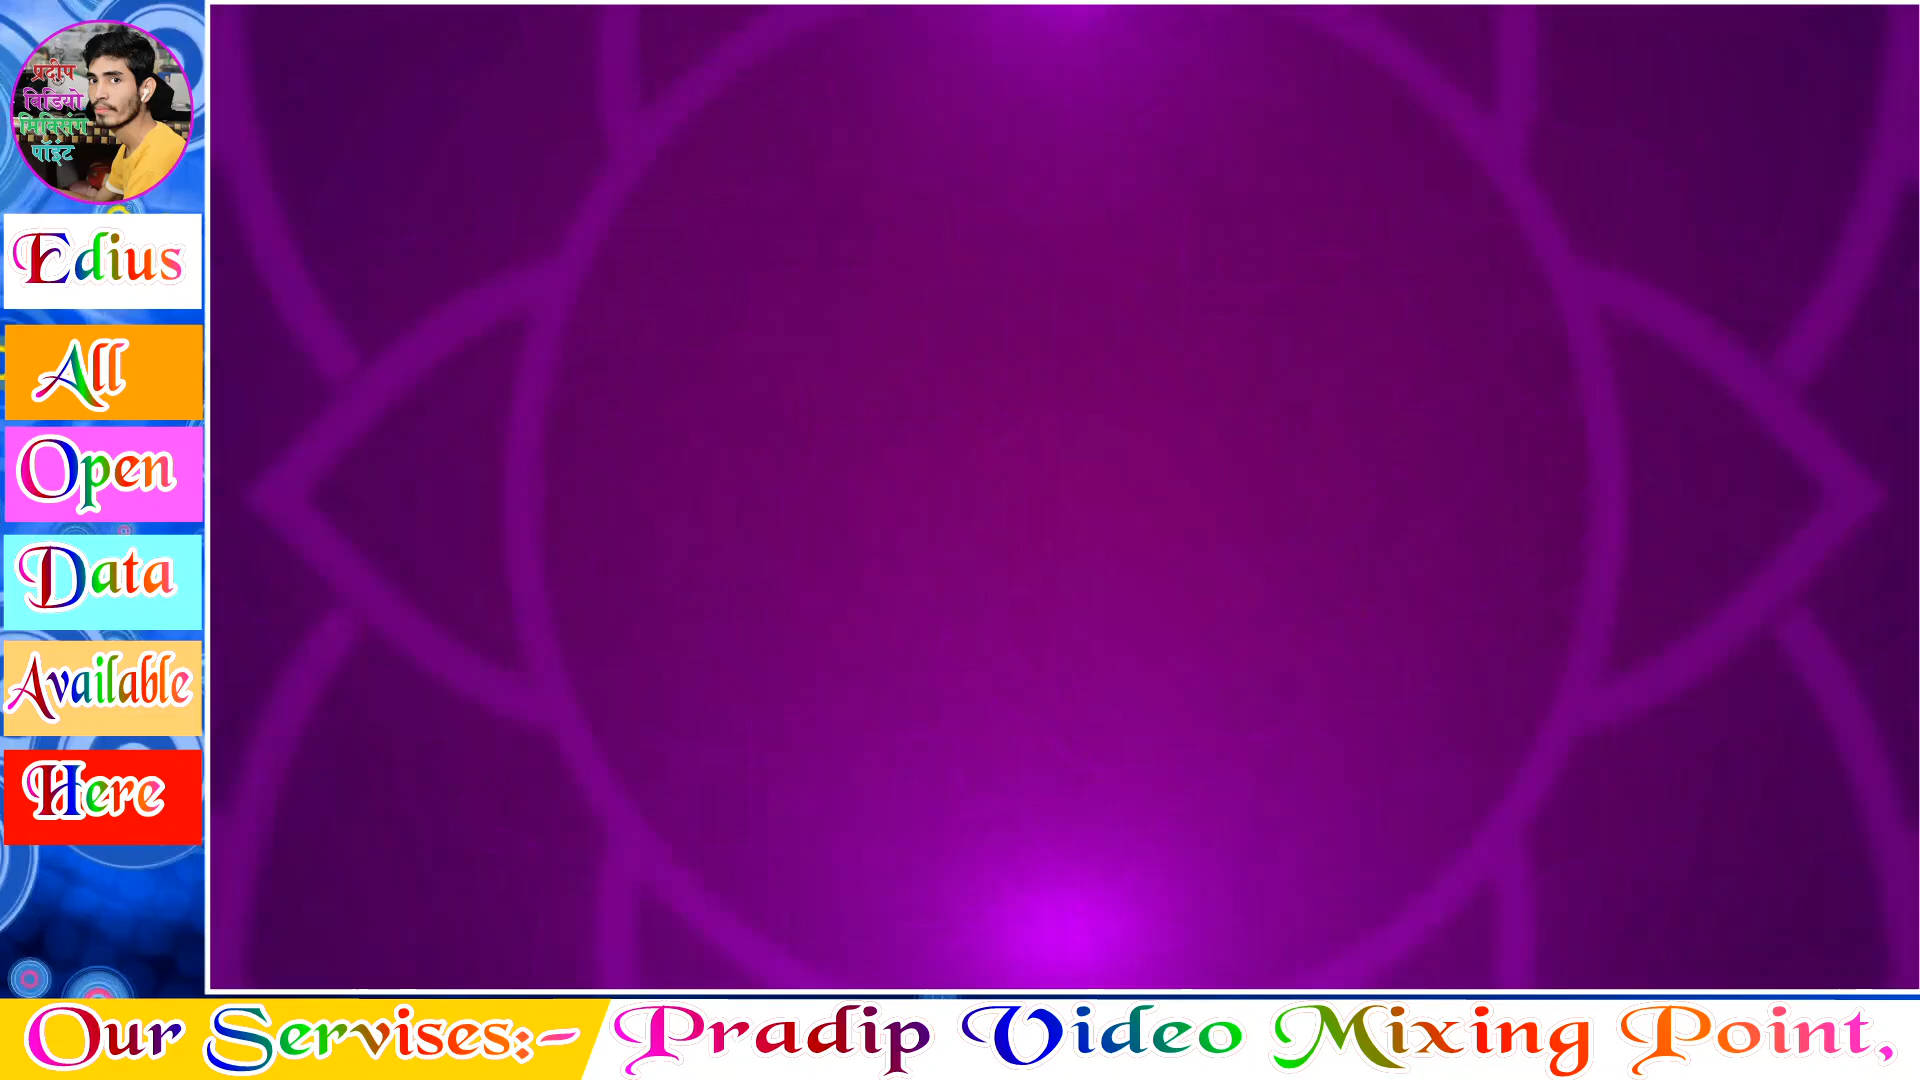 प्रदीप
विडियो
मिक्सिंग
पॉइंट
Edius
All
Open
Data
Available
Here
Our Servises:- Pradip Video Mixing Point,